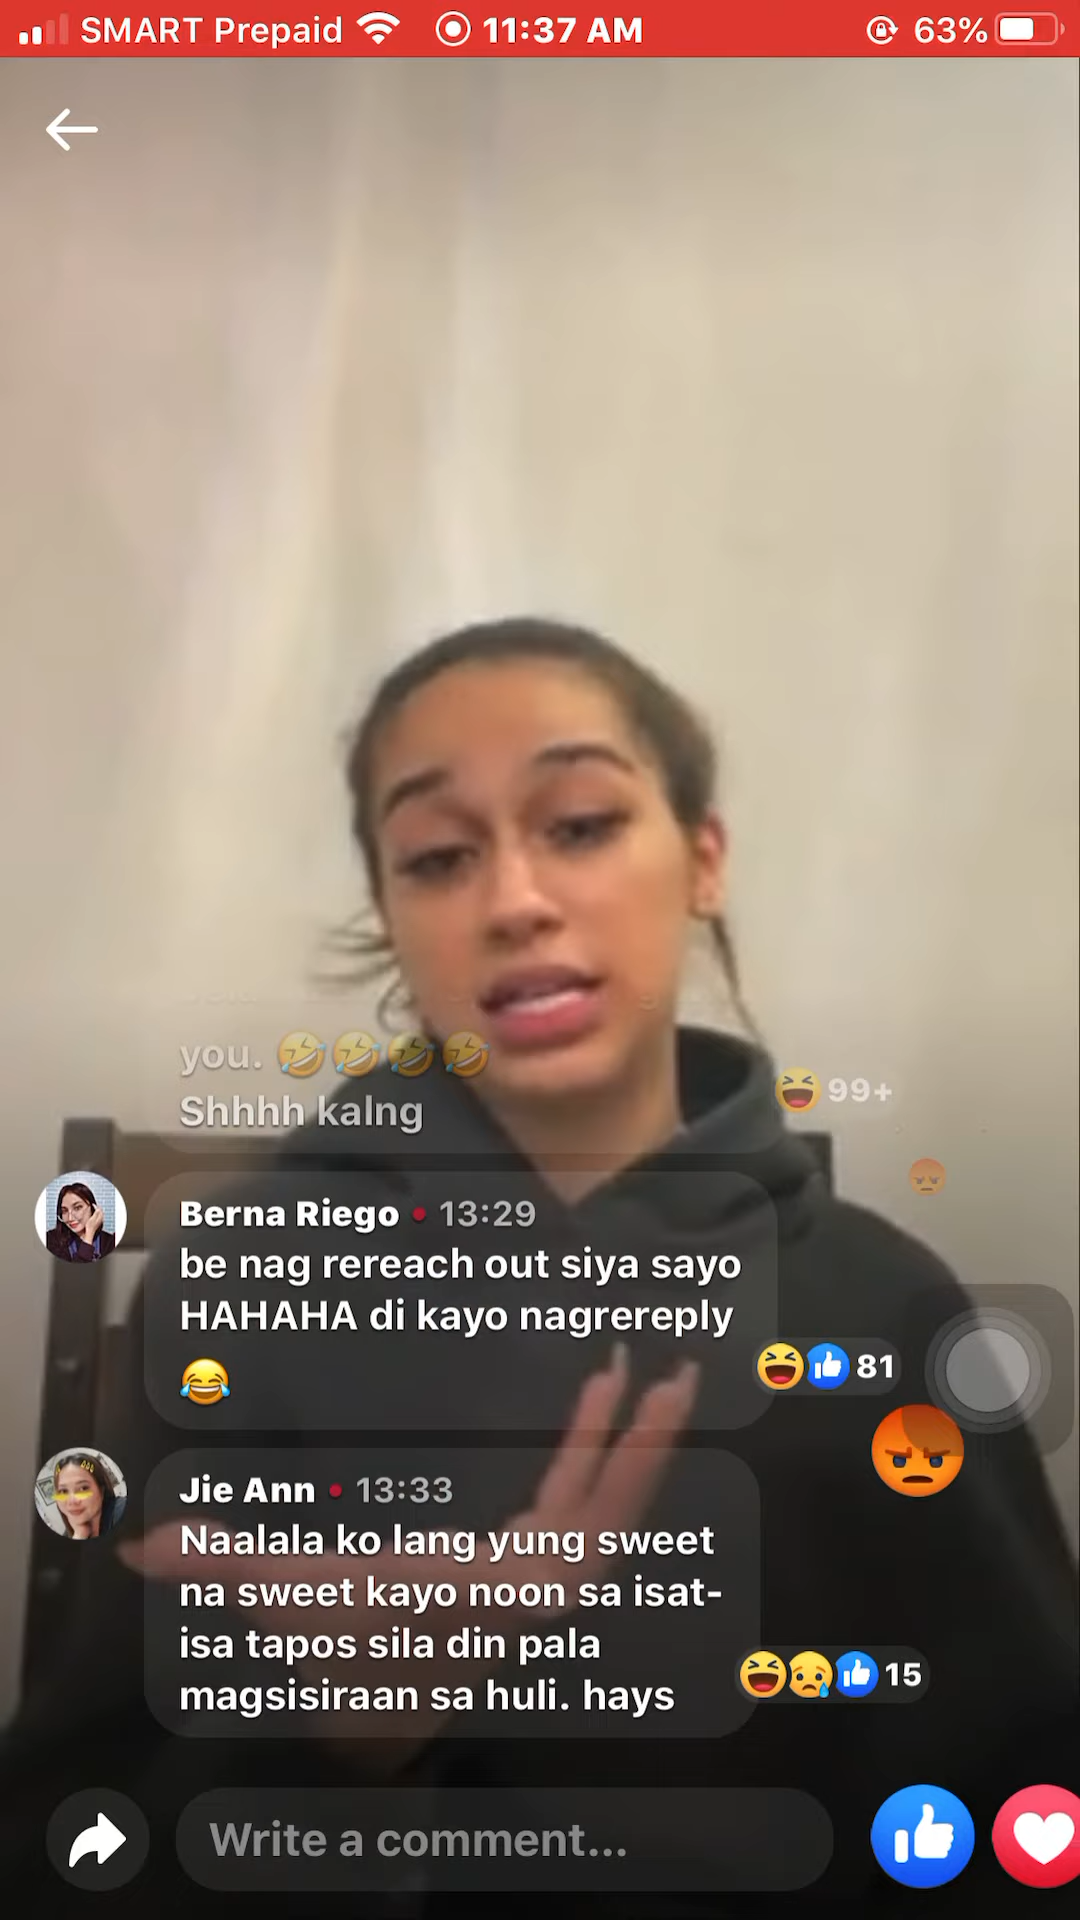 SMART Prepaid 11:37 AM 63%
you. 🤣🤣🤣🤣
Shhhh kalng
99+
Berna Riego • 13:29
be nag rereach out siya sayo
HAHAHA di kayo nagrereply
😂
81
Jie Ann • 13:33
Naalala ko lang yung sweet
na sweet kayo noon sa isat-
isa tapos sila din pala
magsisiraan sa huli. hays
15
Write a comment...